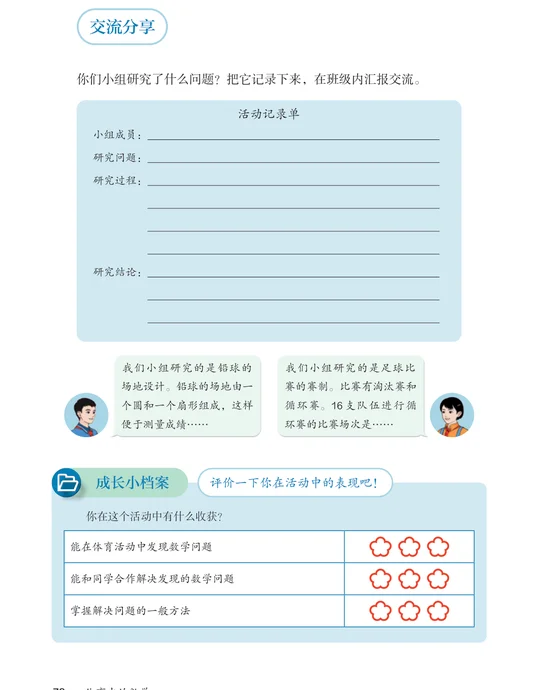 交流分享
你们小组研究了什么问题？把它记录下来，在班级内汇报交流。
活动记录单
小组成员：
研究问题：
研究过程：
研究结论：
我们小组研究的是铅球的
场地设计。铅球的场地由一
个圆和一个扇形组成，这样
便于测量成绩……
我们小组研究的是足球比
赛的赛制。比赛有淘汰赛和
循环赛。16 支队伍进行循
环赛的比赛场次是……
成长小档案
评价一下你在活动中的表现吧！
你在这个活动中有什么收获？
能在体育活动中发现数学问题
能和同学合作解决发现的数学问题
掌握解决问题的一般方法